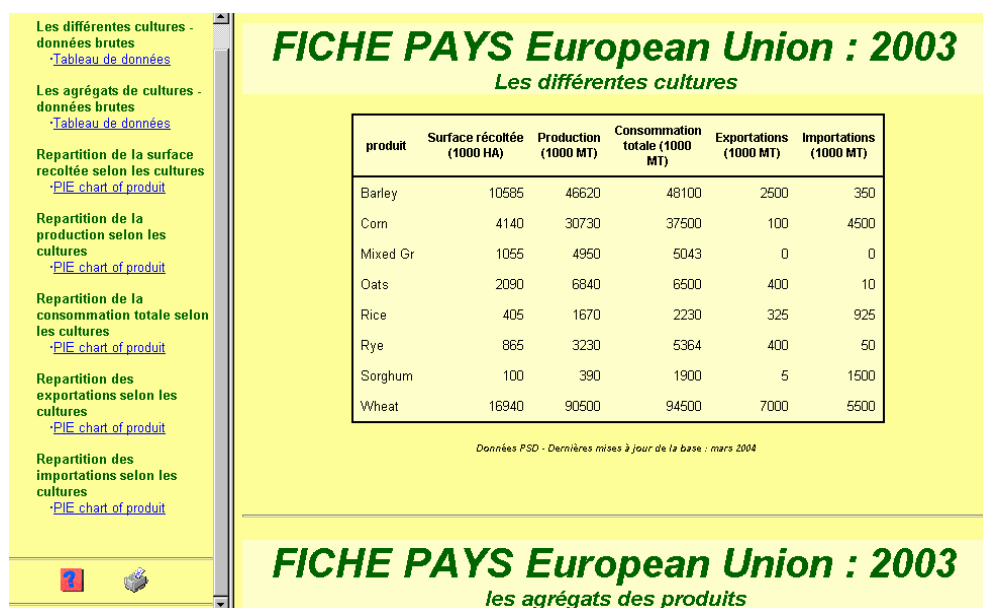 Les différentes cultures -
données brutes
·Tableau de données
Les agrégats de cultures -
données brutes
·Tableau de données
Repartition de la surface
recoltée selon les cultures
·PIE chart of produit
Repartition de la
production selon les
cultures
·PIE chart of produit
Repartition de la
consommation totale selon
les cultures
·PIE chart of produit
Repartition des
exportations selon les
cultures
·PIE chart of produit
Repartition des
importations selon les
cultures
·PIE chart of produit
?
FICHE PAYS European Union : 2003
Les différentes cultures
produit Surface récoltée (1000 HA) Production (1000 MT) Consommation totale (1000 MT) Exportations (1000 MT) Importations (1000 MT)
Barley 10585 46620 48100 2500 350
Corn 4140 30730 37500 100 4500
Mixed Gr 1055 4950 5043 0 0
Oats 2090 6840 6500 400 10
Rice 405 1670 2230 325 925
Rye 865 3230 5364 400 50
Sorghum 100 390 1900 5 1500
Wheat 16940 90500 94500 7000 5500
Données PSD - Dernières mises à jour de la base : mars 2004
FICHE PAYS European Union : 2003
les agrégats des produits